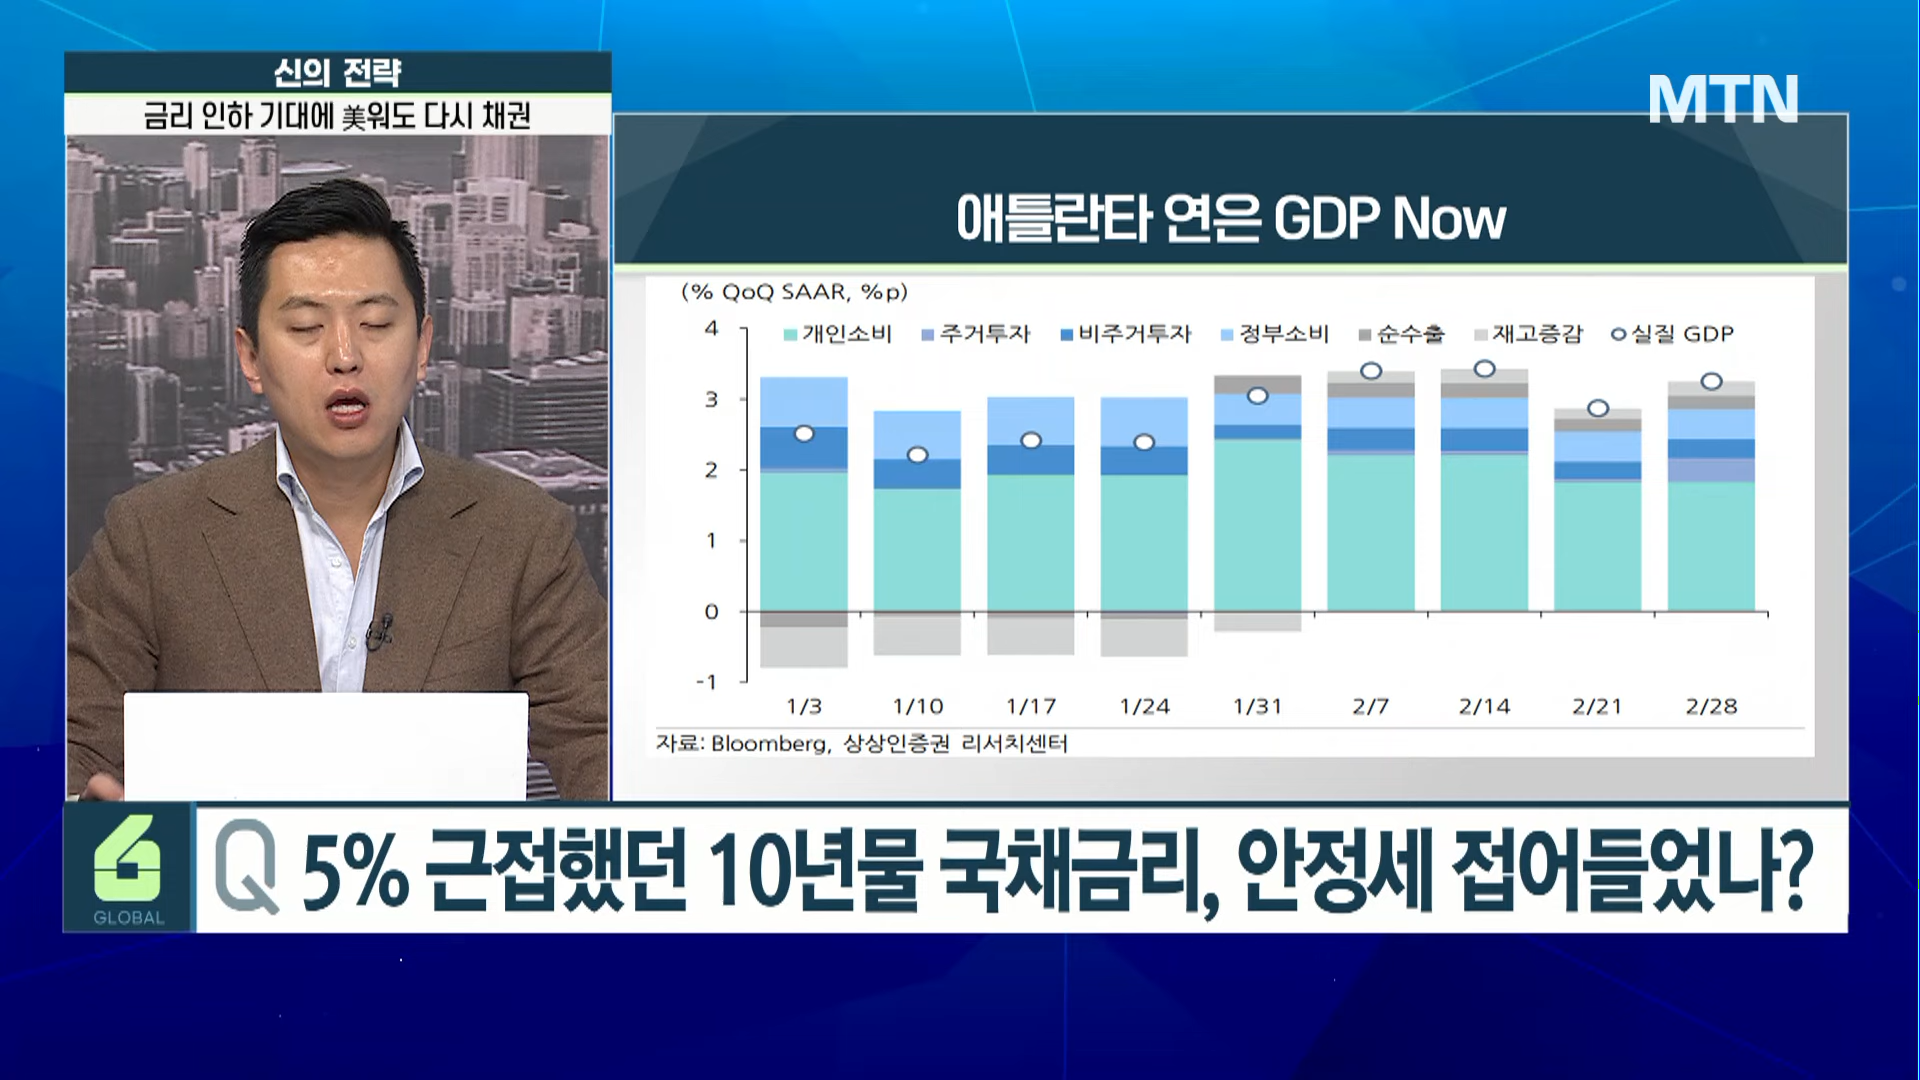 신의 전략
금리 인하 기대에 美워도 다시 채권
MTN
애틀란타 연은 GDP Now
(% QoQ SAAR, %p)
개인소비 주거투자 비주거투자 정부소비 순수출 재고증감 실질 GDP
4
3
2
1
0
-1
1/3 1/10 1/17 1/24 1/31 2/7 2/14 2/21 2/28
자료: Bloomberg, 상상인증권 리서치센터
6
GLOBAL
Q 5% 근접했던 10년물 국채금리, 안정세 접어들었나?